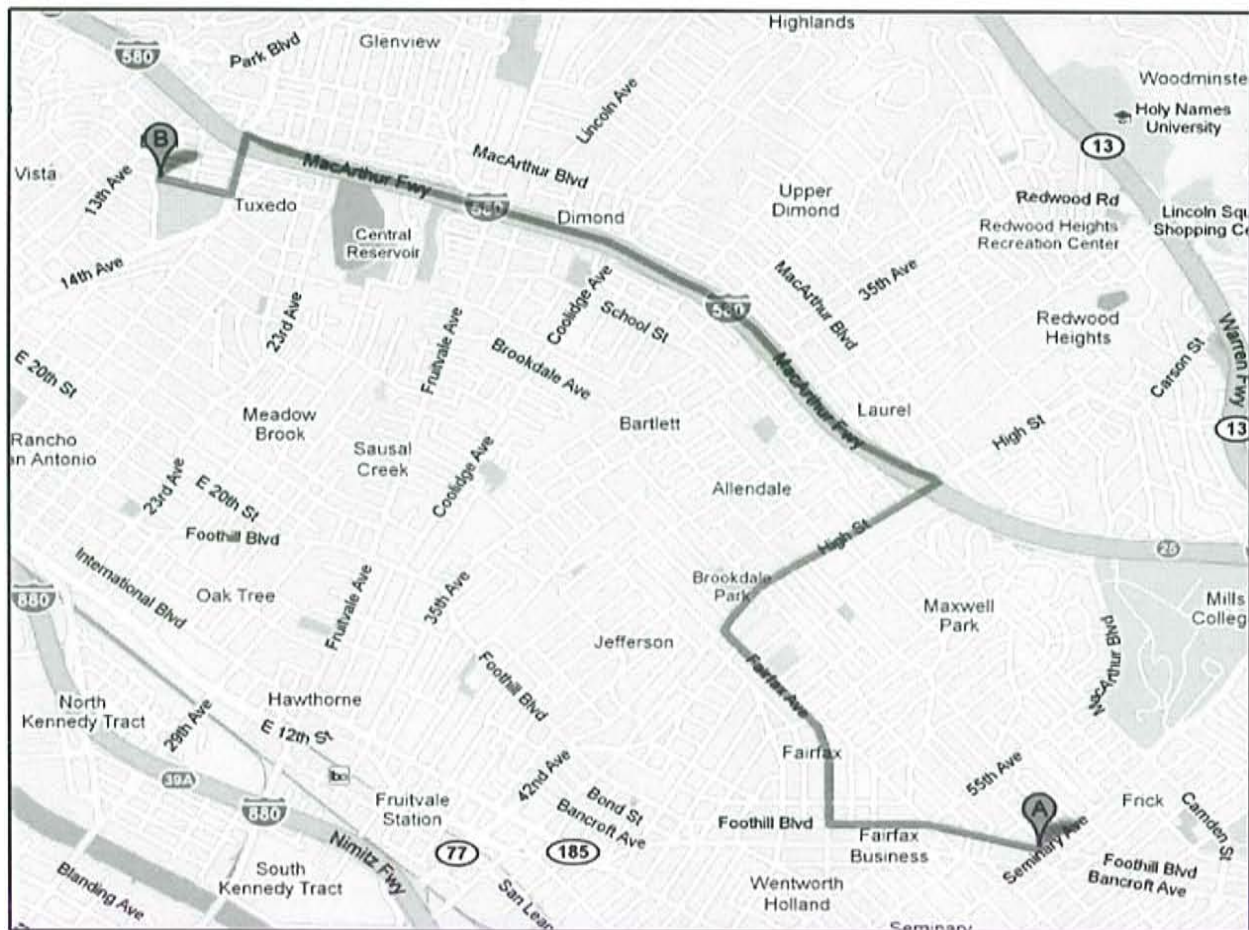 Highlands
580
Park Blvd
Glenview
Woodminste
Lincoln Ave
Holy Names
University
13
B
MacArthur Blvd
MacArthur Fwy
Vista
13th Ave
Tuxedo
Upper
Dimond
Redwood Rd
Redwood Heights
Recreation Center
Lincoln Squ
Shopping Ce
580
Dimond
Central
Reservoir
14th Ave
23rd Ave
Coolidge Ave
School St
MacArthur Blvd
35th Ave
580
Redwood
Heights
Fruitvale Ave
Brookdale Ave
Warren Fwy
Carson St
E 20th St
MacArthur Fwy
Laurel
Meadow
Brook
Bartlett
High St
13
Rancho
an Antonio
Sausal
Creek
Coolidge Ave
23rd Ave
E 20th St
Allendale
Foothill Blvd
High St
25
International Blvd
880
Oak Tree
Fruitvale Ave
35th Ave
Brookdale
Park
Maxwell
Park
Mills
Colleg
Jefferson
MacArthur Blvd
Foothill Blvd
Fairfax Ave
North
Kennedy Tract
Hawthorne
29th Ave
E 12th St
Fairfax
39A
42nd Ave
55th Ave
Frick
Camden St
880
Fruitvale
Station
Bond St
Bancroft Ave
Foothill Blvd
Fairfax
Business
A
Seminary Ave
Nimitz Fwy
77
185
Foothill Blvd
Bancroft Ave
South
Kennedy Tract
Blanding Ave
San Lean
Wentworth
Holland
Seminary